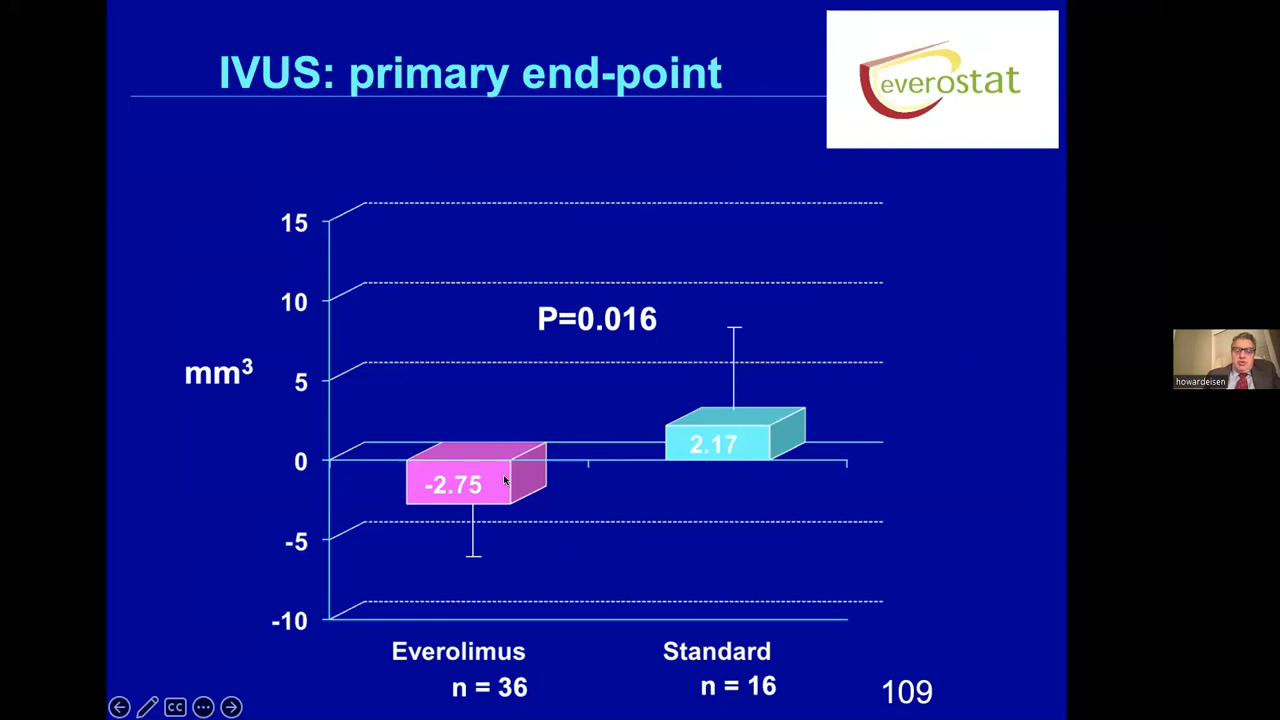 IVUS: primary end-point
everostat
15
10
5
0
-5
-10
mm³
P=0.016
-2.75
2.17
Everolimus
n = 36
Standard
n = 16
109
CC
howardeisen